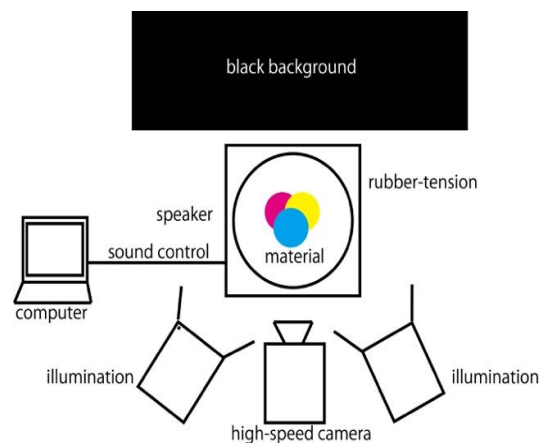 black background
rubber-tension
speaker
sound control
material
computer
illumination
illumination
high-speed camera